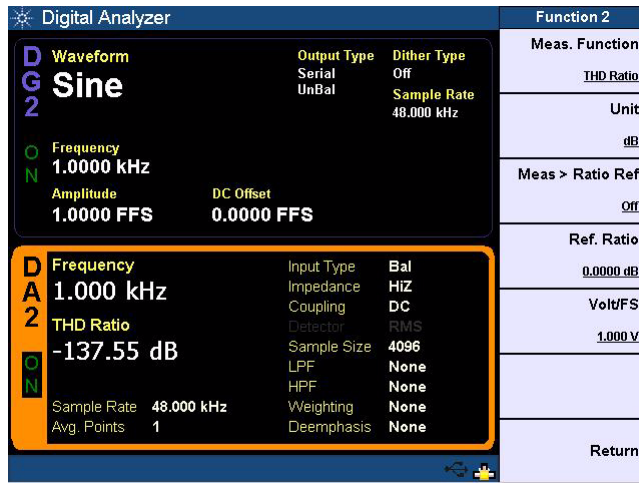 Digital Analyzer
DG2
ON
Waveform
Sine
Output Type
Serial
UnBal
Dither Type
Off
Sample Rate
48.000 kHz
Frequency
1.0000 kHz
Amplitude
1.0000 FFS
DC Offset
0.0000 FFS
DA2
ON
Frequency
1.000 kHz
THD Ratio
-137.55 dB
Sample Rate 48.000 kHz
Avg. Points 1
Input Type Bal
Impedance HiZ
Coupling DC
Detector RMS
Sample Size 4096
LPF None
HPF None
Weighting None
Deemphasis None
Function 2
Meas. Function
THD Ratio
Unit
dB
Meas > Ratio Ref
Off
Ref. Ratio
0.0000 dB
Volt/FS
1.000 V
Return